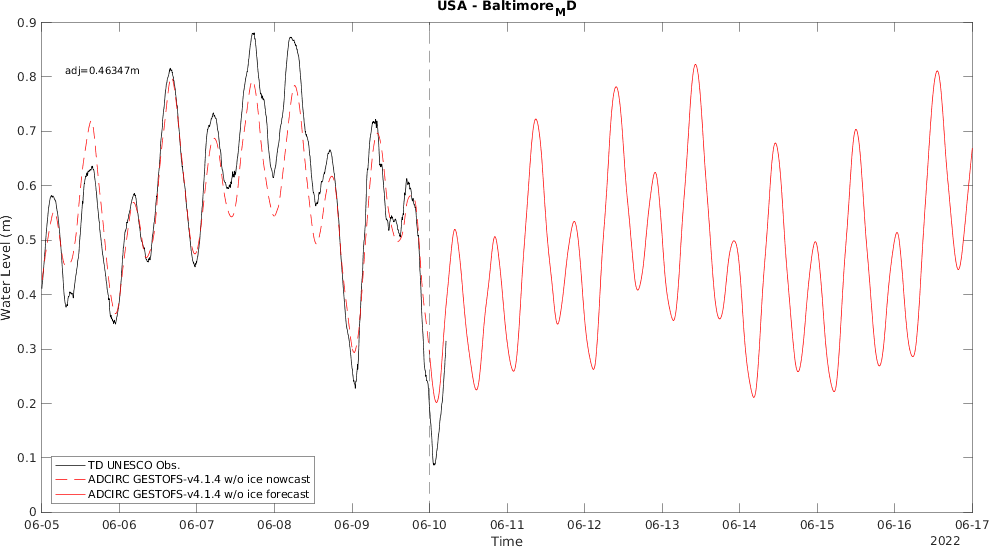 USA - Baltimore_MD
adj=0.46347m
Water Level (m)
0.9
0.8
0.7
0.6
0.5
0.4
0.3
0.2
0.1
0
TD UNESCO Obs.
ADCIRC GESTOFS-v4.1.4 w/o ice nowcast
ADCIRC GESTOFS-v4.1.4 w/o ice forecast
06-05 06-06 06-07 06-08 06-09 06-10 06-11 06-12 06-13 06-14 06-15 06-16 06-17
Time
2022